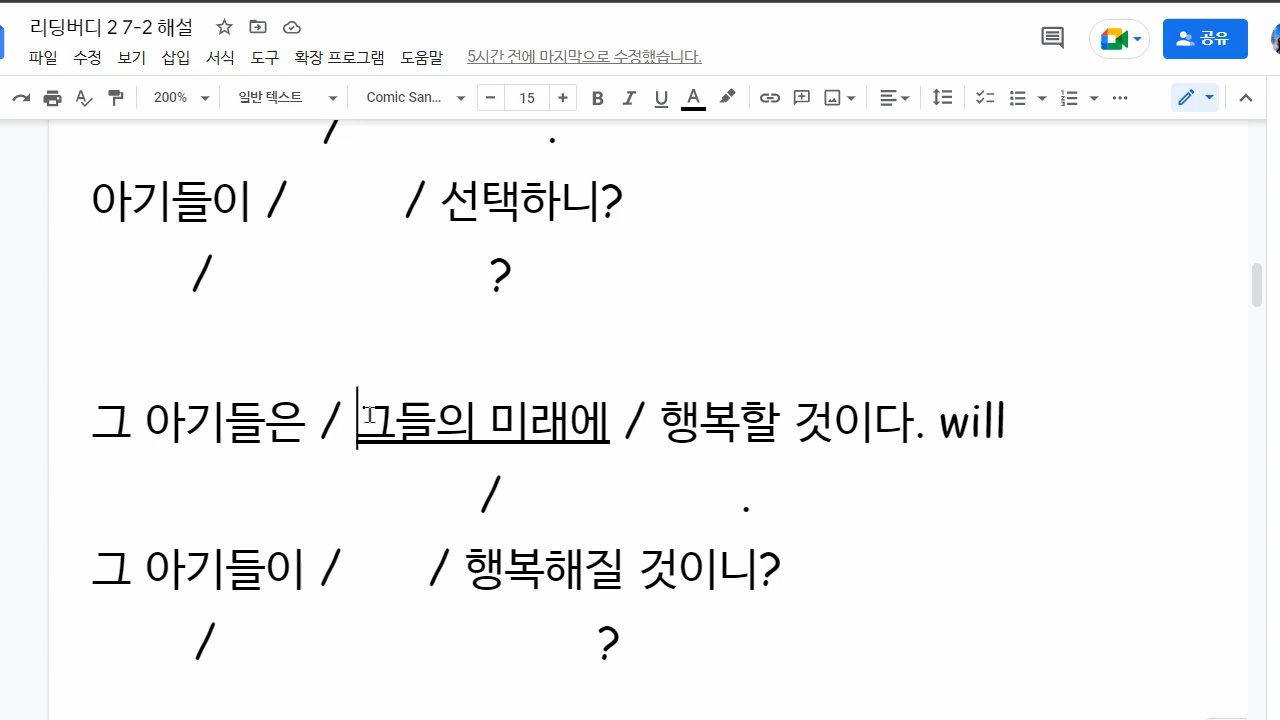 리딩버디 2 7-2 해설
파일 수정 보기 삽입 서식 도구 확장 프로그램 도움말 5시간 전에 마지막으로 수정했습니다.
공유
200% 일반 텍스트 Comic San... 15 B I U A
/ .
아기들이 / / 선택하니?
/ ?
그 아기들은 / 그들의 미래에 / 행복할 것이다. will
/ .
그 아기들이 / / 행복해질 것이니?
/ ?